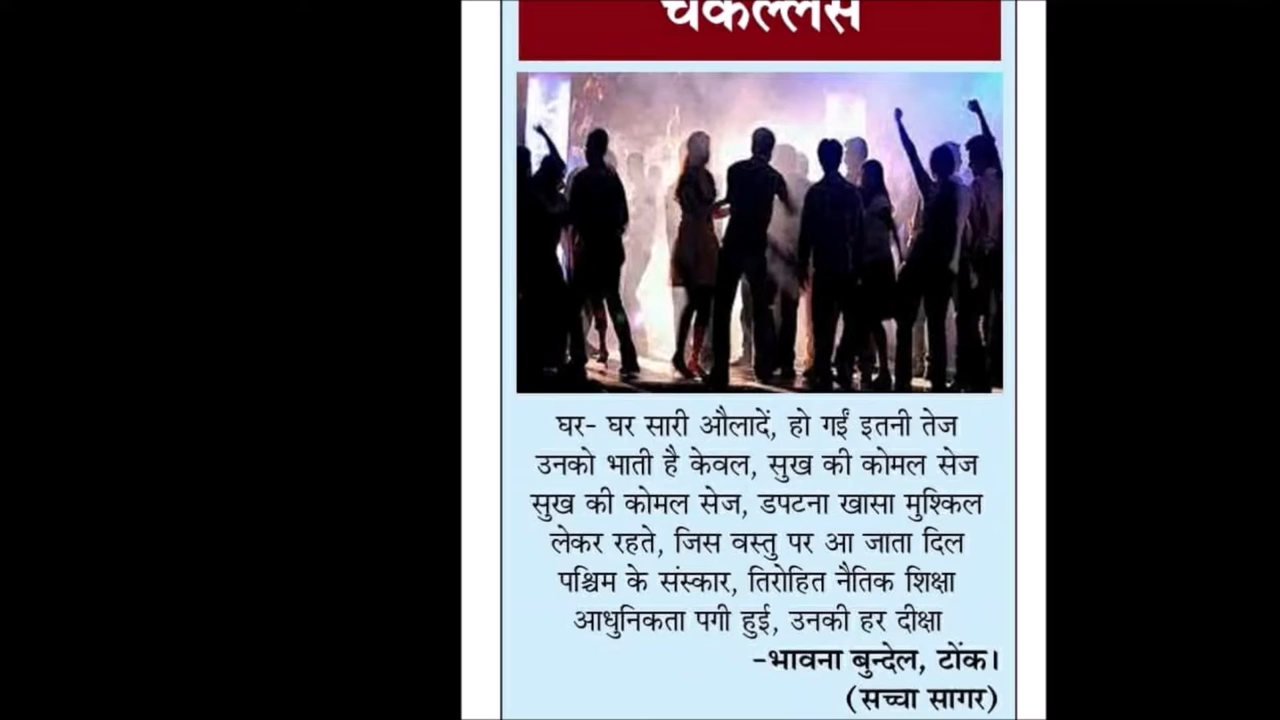 चकल्लस
घर- घर सारी औलादें, हो गईं इतनी तेज
उनको भाती है केवल, सुख की कोमल सेज
सुख की कोमल सेज, डपटना खासा मुश्किल
लेकर रहते, जिस वस्तु पर आ जाता दिल
पश्चिम के संस्कार, तिरोहित नैतिक शिक्षा
आधुनिकता पगी हुई, उनकी हर दीक्षा
-भावना बुन्देल, टोंक।
(सच्चा सागर)